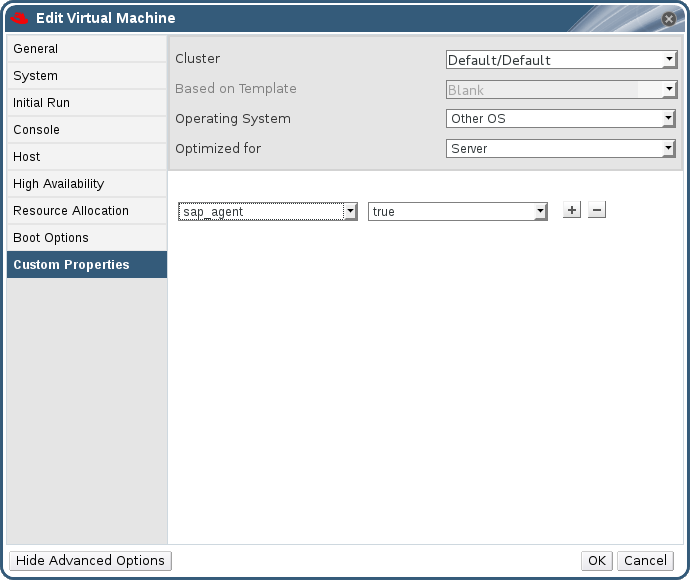 Edit Virtual Machine
General
System
Initial Run
Console
Host
High Availability
Resource Allocation
Boot Options
Custom Properties
Cluster Default/Default
Based on Template Blank
Operating System Other OS
Optimized for Server
sap_agent true + −
Hide Advanced Options OK Cancel